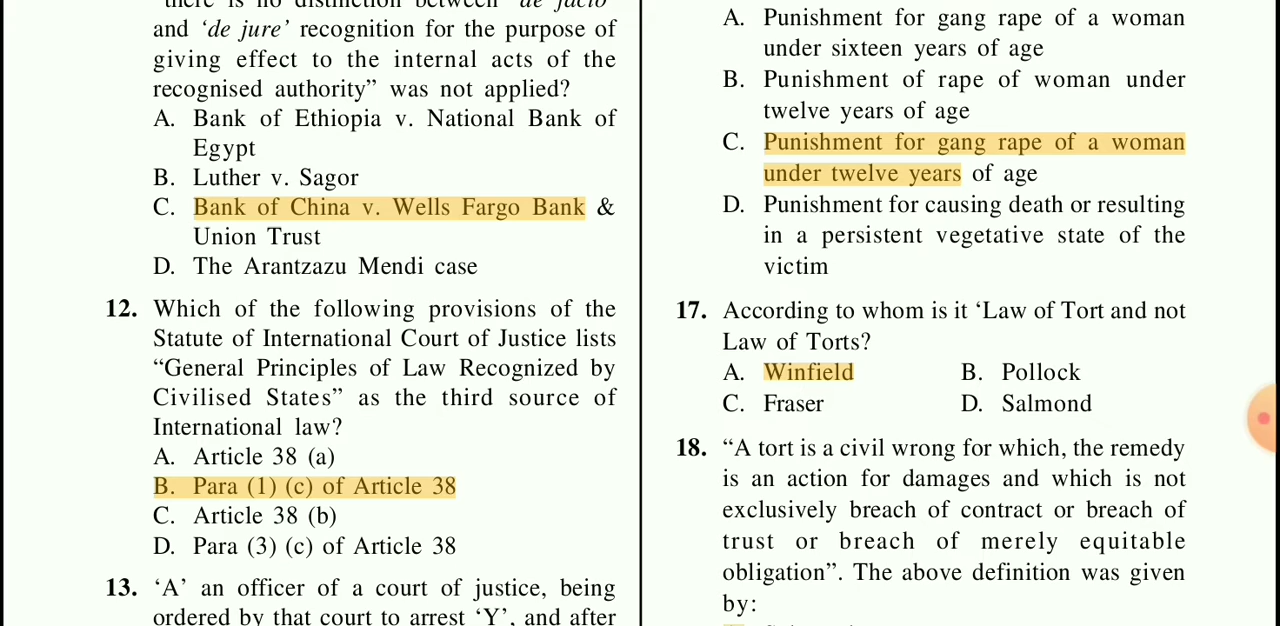 "there is no distinction between 'de facto'
and 'de jure' recognition for the purpose of
giving effect to the internal acts of the
recognised authority” was not applied?
A. Bank of Ethiopia v. National Bank of
Egypt
B. Luther v. Sagor
C. Bank of China v. Wells Fargo Bank &
Union Trust
D. The Arantzazu Mendi case
12. Which of the following provisions of the
Statute of International Court of Justice lists
“General Principles of Law Recognized by
Civilised States” as the third source of
International law?
A. Article 38 (a)
B. Para (1) (c) of Article 38
C. Article 38 (b)
D. Para (3) (c) of Article 38
13. ‘A’ an officer of a court of justice, being
ordered by that court to arrest ‘Y’, and after
A. Punishment for gang rape of a woman
under sixteen years of age
B. Punishment of rape of woman under
twelve years of age
C. Punishment for gang rape of a woman
under twelve years of age
D. Punishment for causing death or resulting
in a persistent vegetative state of the
victim
17. According to whom is it ‘Law of Tort and not
Law of Torts?
A. Winfield B. Pollock
C. Fraser D. Salmond
18. “A tort is a civil wrong for which, the remedy
is an action for damages and which is not
exclusively breach of contract or breach of
trust or breach of merely equitable
obligation”. The above definition was given
by: